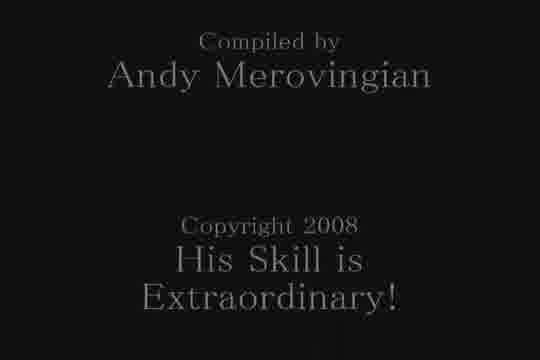 Compiled by
Andy Merovingian
Copyright 2008
His Skill is
Extraordinary!